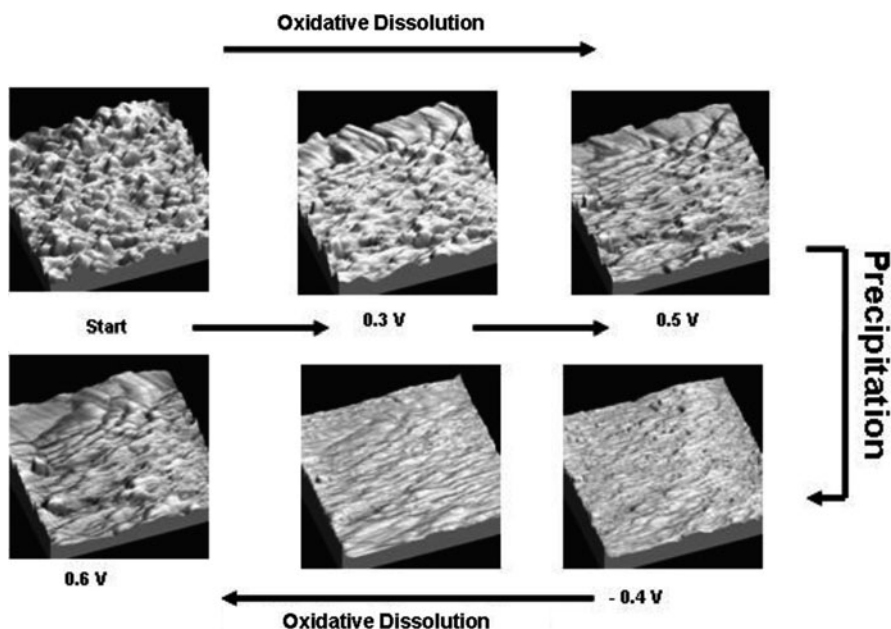 Oxidative Dissolution
Start
0.3 V
0.5 V
Precipitation
0.6 V
- 0.4 V
Oxidative Dissolution